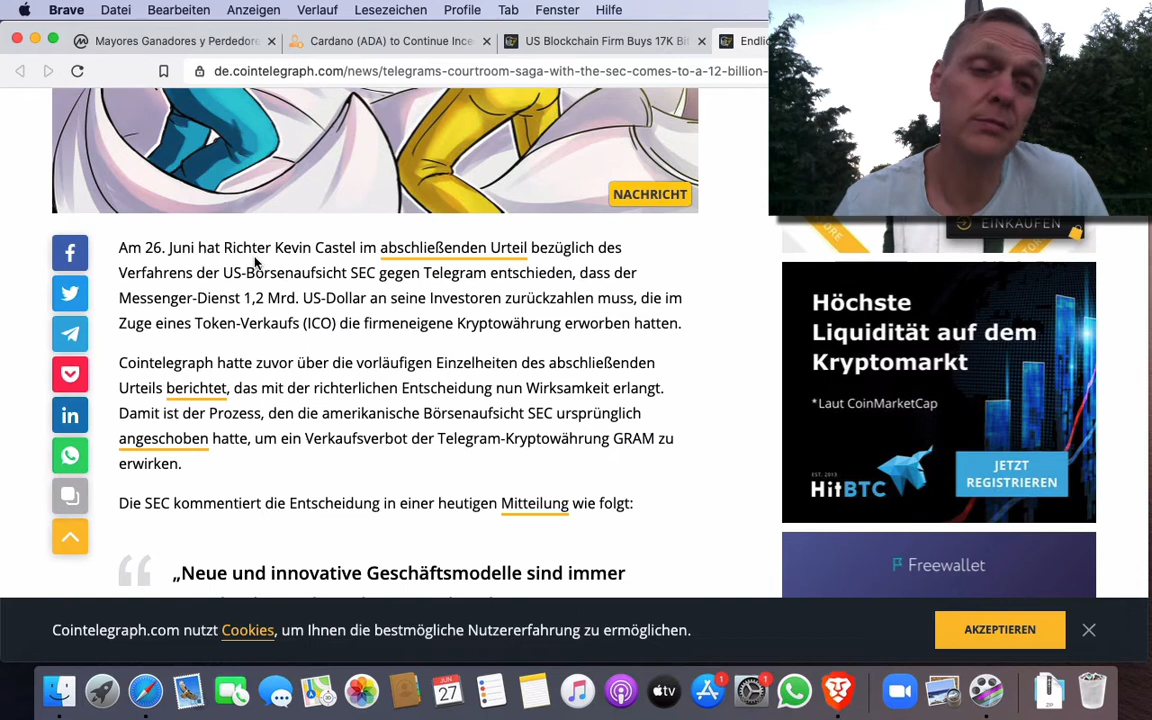 Brave Datei Bearbeiten Anzeigen Verlauf Lesezeichen Profile Tab Fenster Hilfe
Mayores Ganadores y Perdedore
Cardano (ADA) to Continue Ince
US Blockchain Firm Buys 17K Bi
Endlic
de.cointelegraph.com/news/telegrams-courtroom-saga-with-the-sec-comes-to-a-12-billion-
NACHRICHT
EINKAUFEN
Am 26. Juni hat Richter Kevin Castel im abschließenden Urteil bezüglich des
Verfahrens der US-Börsenaufsicht SEC gegen Telegram entschieden, dass der
Messenger-Dienst 1,2 Mrd. US-Dollar an seine Investoren zurückzahlen muss, die im
Zuge eines Token-Verkaufs (ICO) die firmeneigene Kryptowährung erworben hatten.
Cointelegraph hatte zuvor über die vorläufigen Einzelheiten des abschließenden
Urteils berichtet, das mit der richterlichen Entscheidung nun Wirksamkeit erlangt.
Damit ist der Prozess, den die amerikanische Börsenaufsicht SEC ursprünglich
angeschoben hatte, um ein Verkaufsverbot der Telegram-Kryptowährung GRAM zu
erwirken.
Die SEC kommentiert die Entscheidung in einer heutigen Mitteilung wie folgt:
„Neue und innovative Geschäftsmodelle sind immer
Höchste
Liquidität auf dem
Kryptomarkt
*Laut CoinMarketCap
EST. 2013
HitBTC
JETZT
REGISTRIEREN
Freewallet
Cointelegraph.com nutzt Cookies, um Ihnen die bestmögliche Nutzererfahrung zu ermöglichen.
AKZEPTIEREN
JUN
27
tv
1
1
ZIP